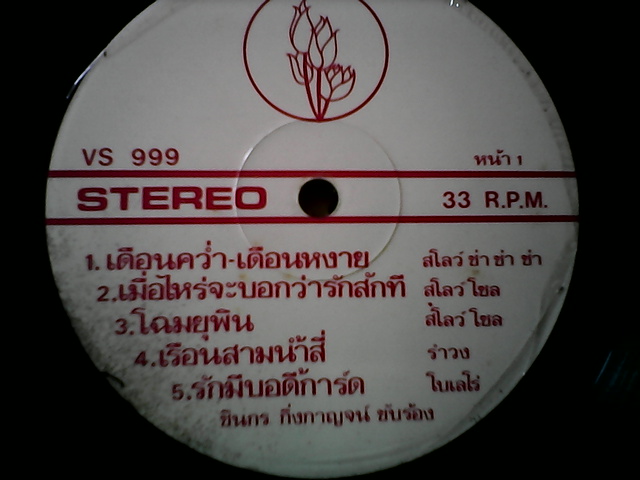 VS 999 หน้า 1
STEREO 33 R.P.M.
1. เดือนคว่ำ-เดือนหงาย สโลว์ ช่า ช่า ช่า
2. เมื่อไหร่จะบอกว่ารักสักที สโลว์ โซล
3. โฉมยุพิน สโลว์ โซล
4. เรือนสามน้ำสี่ รำวง
5. รักมีบอดี้การ์ด โบเลโร่
ชินกร กึ่งกาญจน์ ขับร้อง